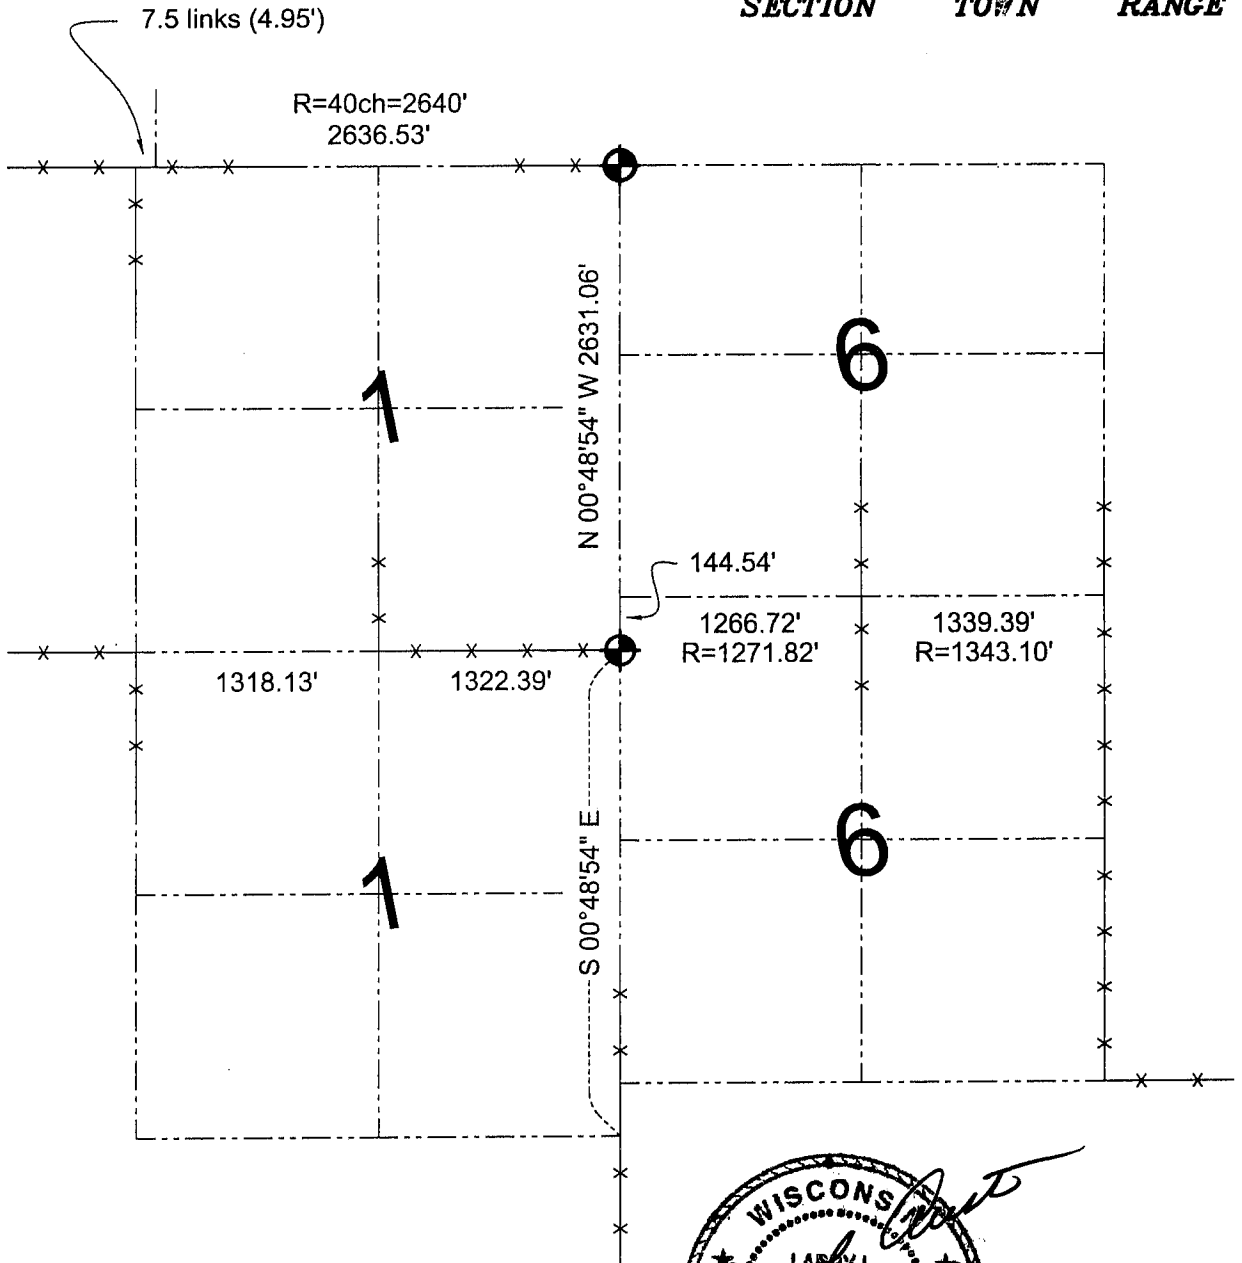 SECTION TOWN RANGE
7.5 links (4.95')
R=40ch=2640'
2636.53'
N 00°48'54" W 2631.06'
1
6
144.54'
1266.72'
R=1271.82'
1339.39'
R=1343.10'
1318.13'
1322.39'
S 00°48'54" E
1
6
WISCONSIN